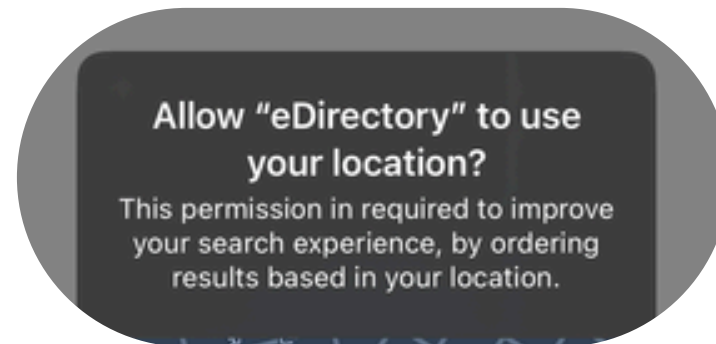 Allow “eDirectory” to use
your location?
This permission in required to improve
your search experience, by ordering
results based in your location.